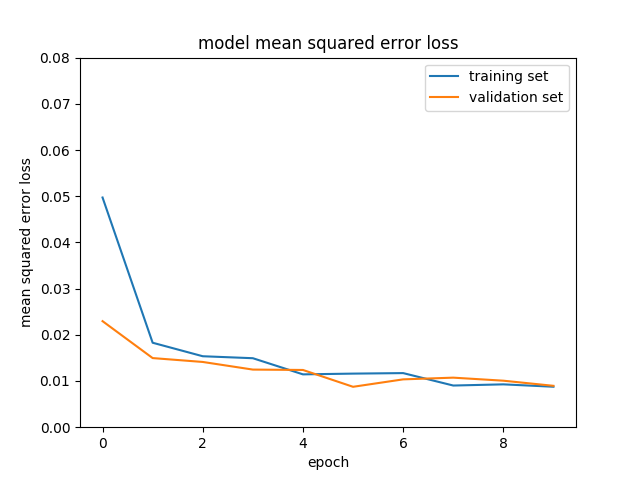 model mean squared error loss
0.08
0.07
0.06
0.05
0.04
0.03
0.02
0.01
0.00
mean squared error loss
training set
validation set
0 2 4 6 8
epoch